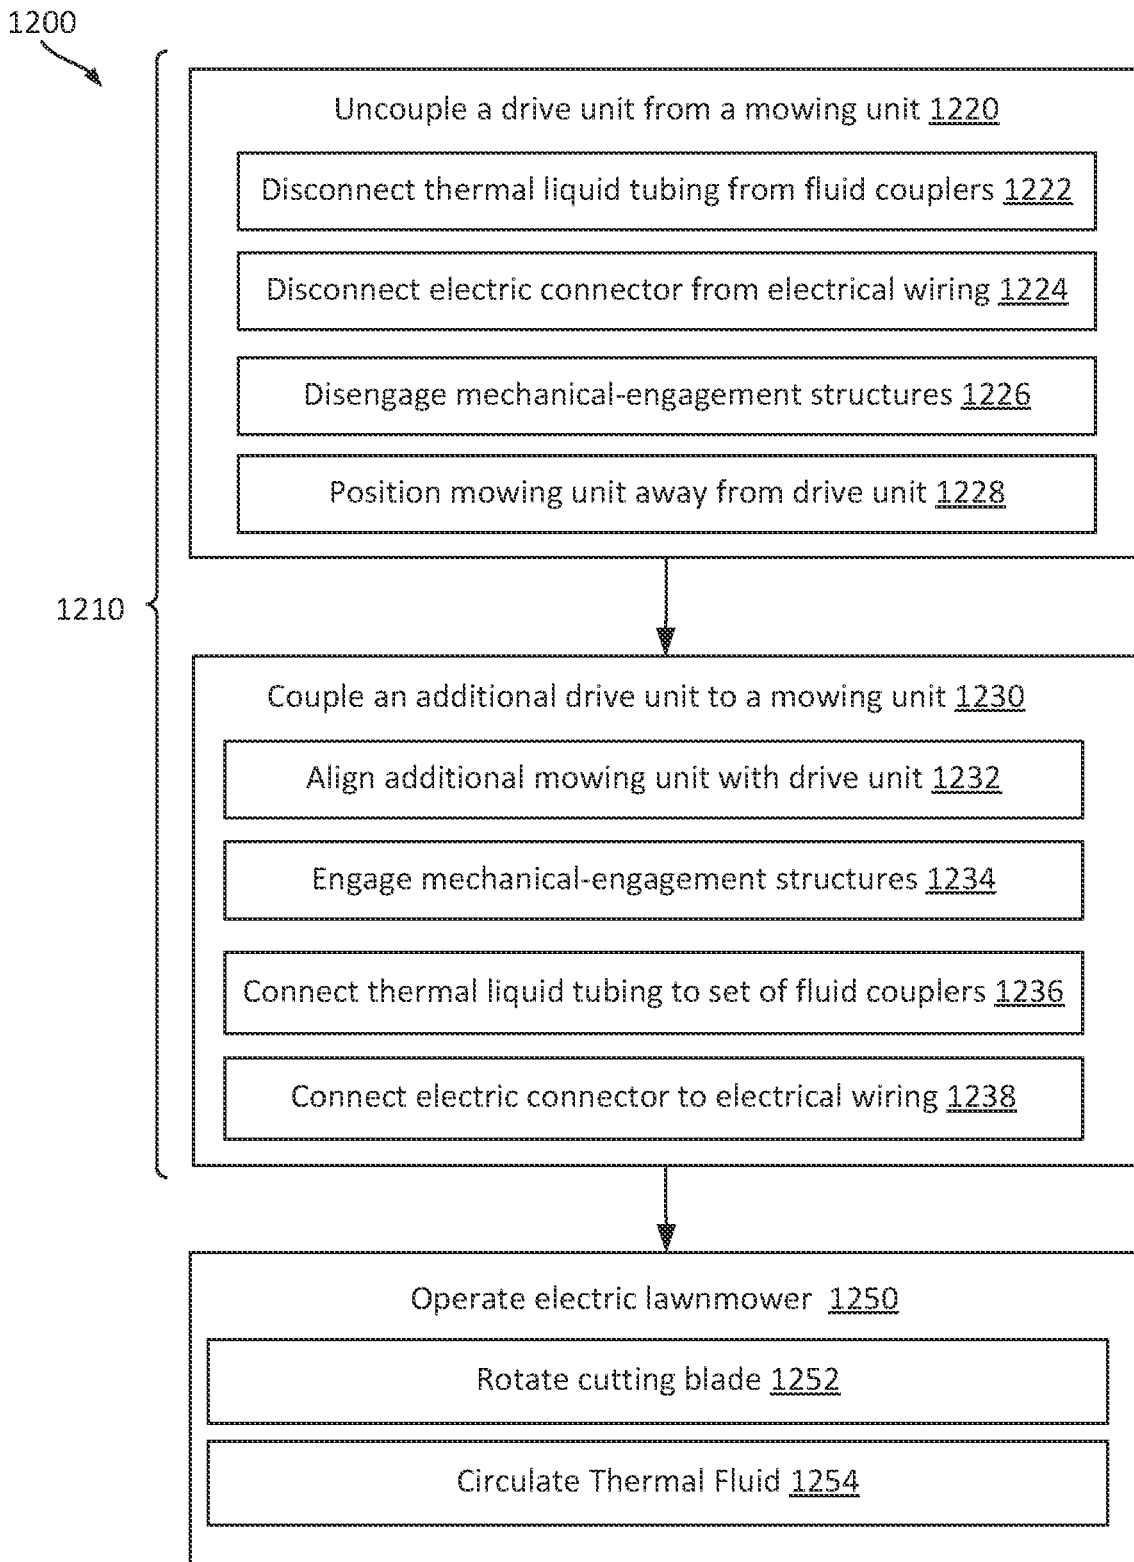 1200
Uncouple a drive unit from a mowing unit 1220
Disconnect thermal liquid tubing from fluid couplers 1222
Disconnect electric connector from electrical wiring 1224
Disengage mechanical-engagement structures 1226
Position mowing unit away from drive unit 1228
1210
Couple an additional drive unit to a mowing unit 1230
Align additional mowing unit with drive unit 1232
Engage mechanical-engagement structures 1234
Connect thermal liquid tubing to set of fluid couplers 1236
Connect electric connector to electrical wiring 1238
Operate electric lawnmower 1250
Rotate cutting blade 1252
Circulate Thermal Fluid 1254